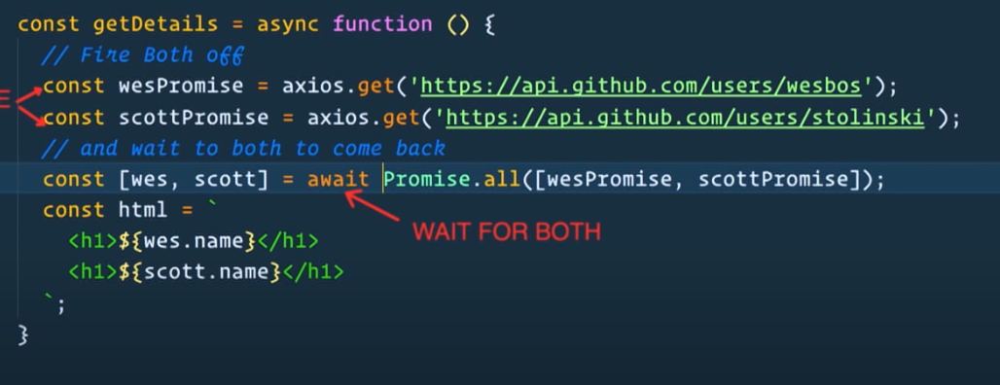 const getDetails = async function () {
// Fire Both off
E
const wesPromise = axios.get('https://api.github.com/users/wesbos');
const scottPromise = axios.get('https://api.github.com/users/stolinski');
// and wait to both to come back
const [wes, scott] = await Promise.all([wesPromise, scottPromise]);
const html = `
WAIT FOR BOTH
<h1>${wes.name}</h1>
<h1>${scott.name}</h1>
`;
}